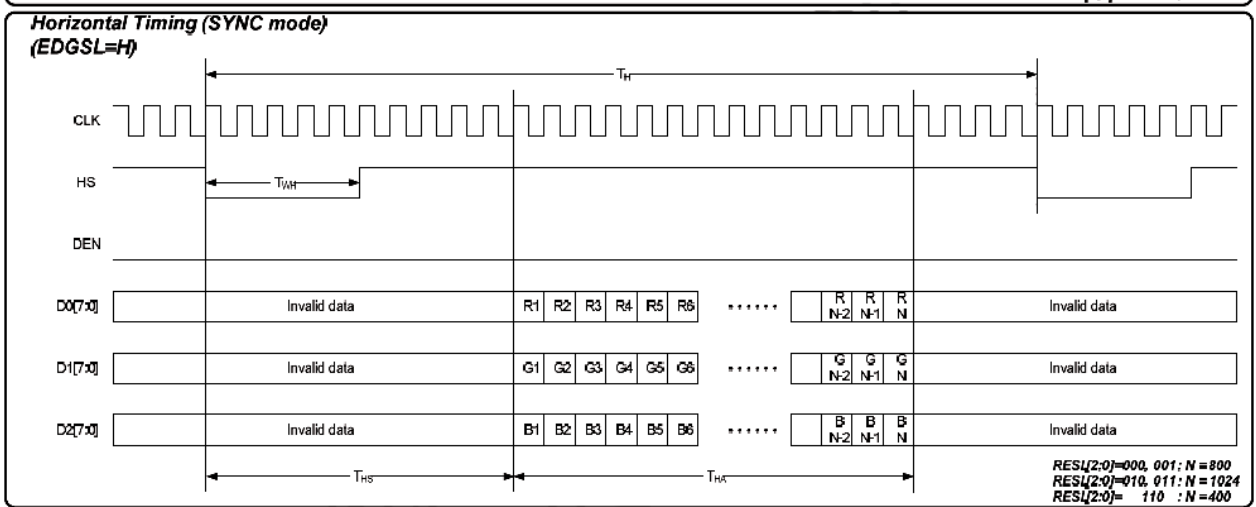 Horizontal Timing (SYNC mode)
(EDGSL=H)
TH
CLK
HS
TWH
DEN
D0[7:0] Invalid data R1 R2 R3 R4 R5 R6 ...... R N-2 R N-1 R N Invalid data
D1[7:0] Invalid data G1 G2 G3 G4 G5 G6 ...... G N-2 G N-1 G N Invalid data
D2[7:0] Invalid data B1 B2 B3 B4 B5 B6 ...... B N-2 B N-1 B N Invalid data
THS THA
RESL[2:0]=000, 001; N = 800
RESL[2:0]=010, 011: N = 1024
RESL[2:0]= 110 : N = 400